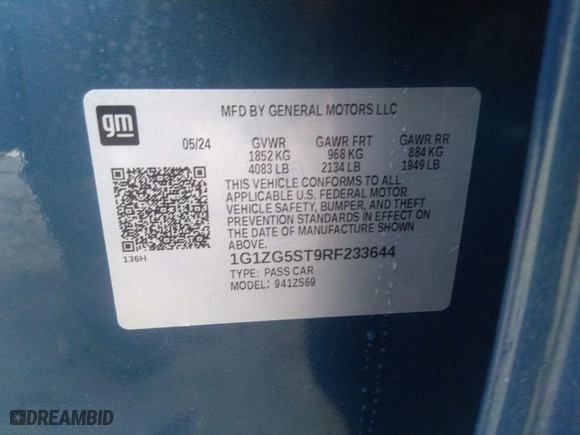 gm
MFD BY GENERAL MOTORS LLC
05/24 GVWR GAWR FRT GAWR RR
1852 KG 968 KG 884 KG
4083 LB 2134 LB 1949 LB
THIS VEHICLE CONFORMS TO ALL
APPLICABLE U.S. FEDERAL MOTOR
VEHICLE SAFETY, BUMPER, AND THEFT
PREVENTION STANDARDS IN EFFECT ON
THE DATE OF MANUFACTURE SHOWN
ABOVE.
136H
1G1ZG5ST9RF233644
TYPE: PASS CAR
MODEL: 941ZS69
DREAMBID